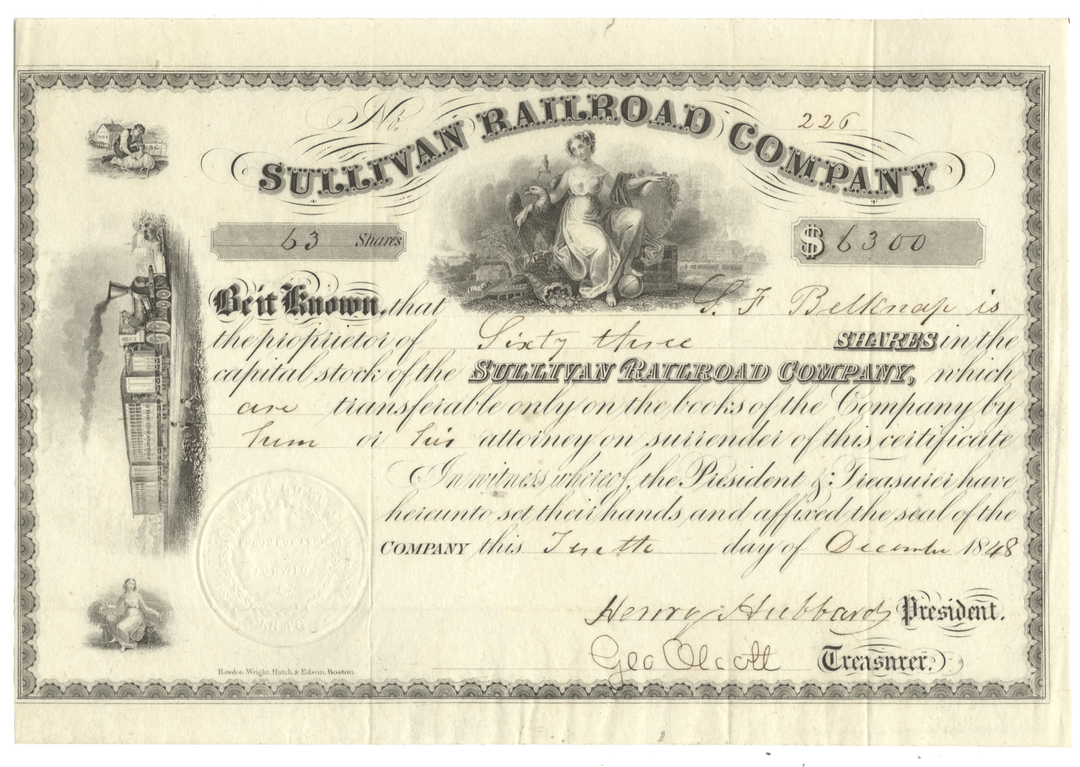 No. 226
SULLIVAN RAILROAD COMPANY
63 Shares
$ 6300
Be it Known, that S. F. Belknap is
the proprietor of Sixty three SHARES in the
capital stock of the SULLIVAN RAILROAD COMPANY, which
are transferable only on the books of the Company by
him or his attorney on surrender of this certificate
In witness whereof, the President & Treasurer have
hereunto set their hands and affixed the seal of the
COMPANY this day of December 1848
Henry Hubbard President.
Geo Olcott Treasurer.
Rawdon, Wright, Hatch & Edson, Boston.